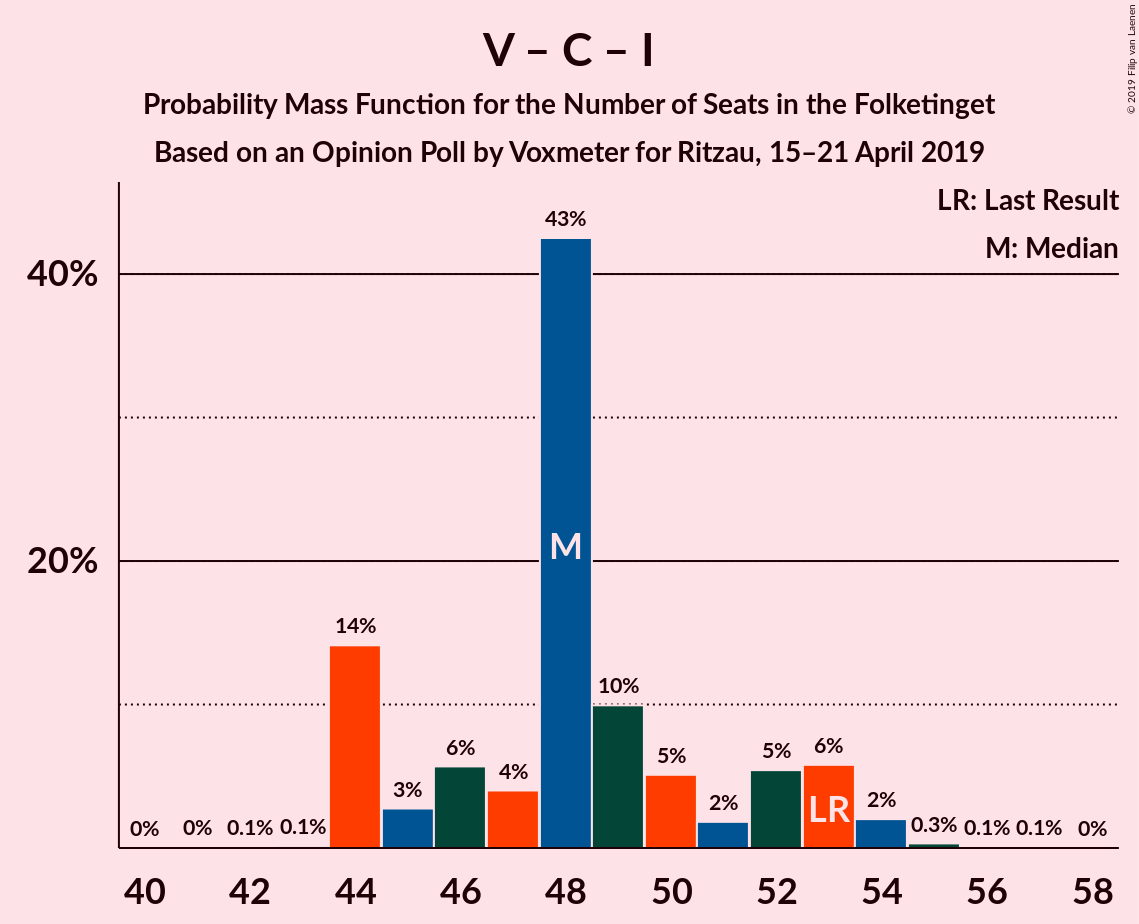 V – C – I
Probability Mass Function for the Number of Seats in the Folketinget
Based on an Opinion Poll by Voxmeter for Ritzau, 15–21 April 2019
© 2019 Filip van Laenen
LR: Last Result
M: Median
40%
20%
0% 0% 0.1% 0.1% 14% 3% 6% 4% 43% 10% 5% 2% 5% 6% 2% 0.3% 0.1% 0.1% 0%
M
LR
40 42 44 46 48 50 52 54 56 58